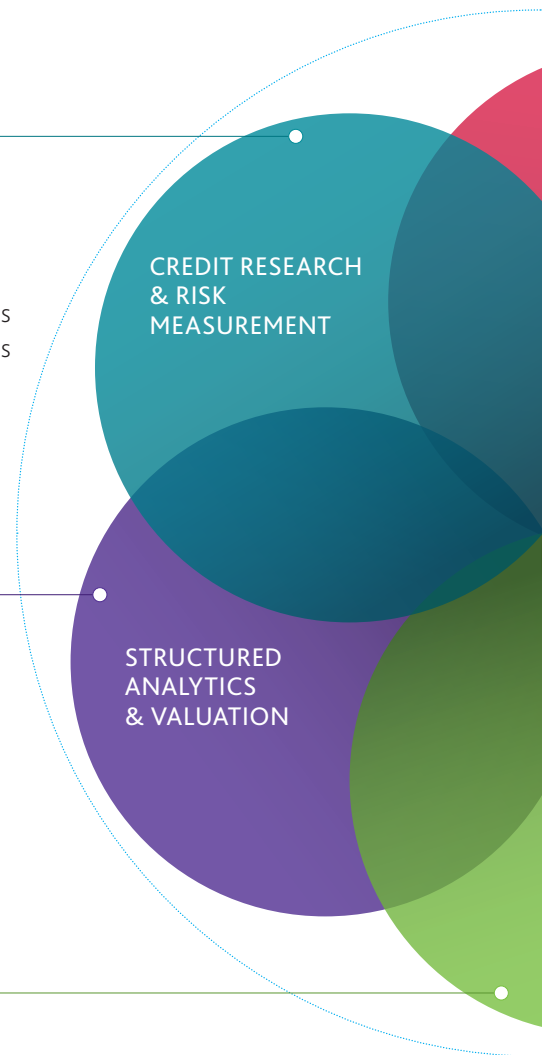 CREDIT RESEARCH
& RISK
MEASUREMENT
S
S
STRUCTURED
ANALYTICS
& VALUATION